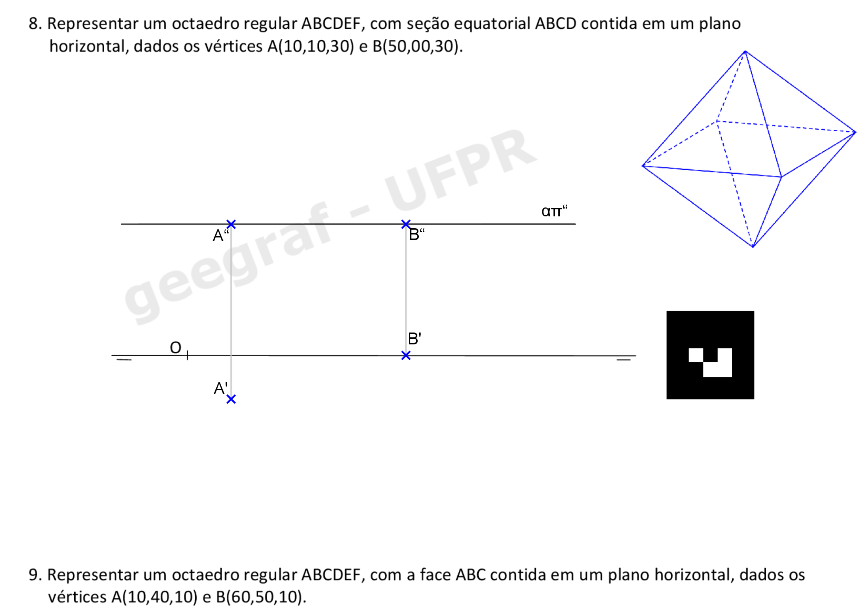 8. Representar um octaedro regular ABCDEF, com seção equatorial ABCD contida em um plano
horizontal, dados os vértices A(10,10,30) e B(50,00,30).
geegraf - UFPR
απ“
A“
B“
B'
O
A'
9. Representar um octaedro regular ABCDEF, com a face ABC contida em um plano horizontal, dados os
vértices A(10,40,10) e B(60,50,10).